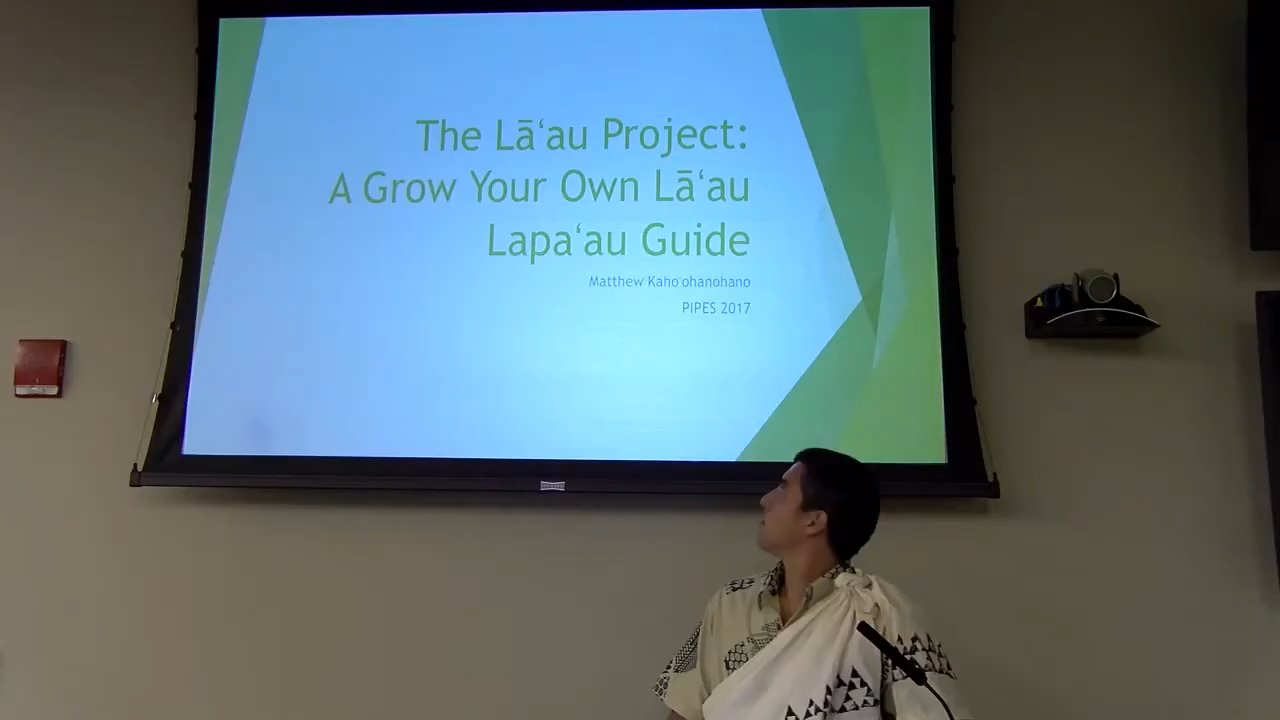 The Lāʻau Project:
A Grow Your Own Lāʻau
Lapaʻau Guide
Matthew Kahoʻohanohano
PIPES 2017